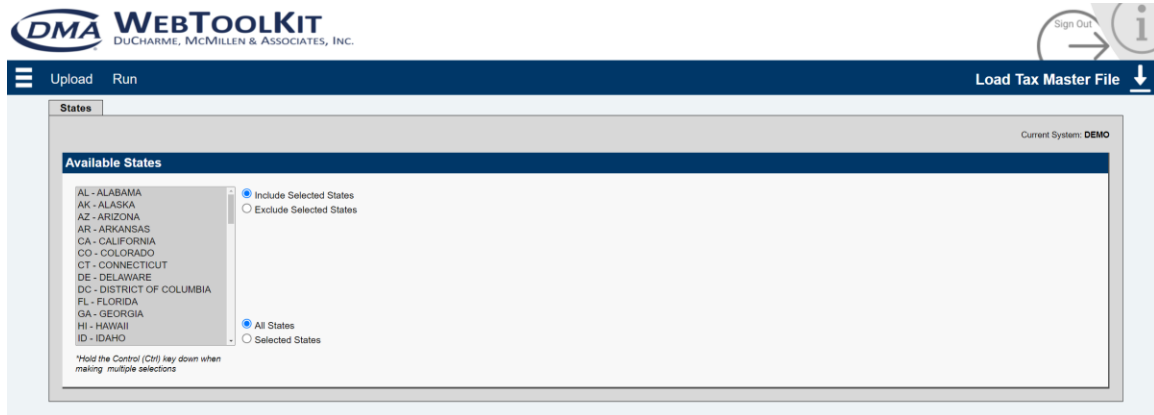 DMA WEBTOOLKIT
DUCHARME, MCMILLEN & ASSOCIATES, INC.
Sign Out
i
Upload Run Load Tax Master File
States
Current System: DEMO
Available States
AL - ALABAMA
AK - ALASKA
AZ - ARIZONA
AR - ARKANSAS
CA - CALIFORNIA
CO - COLORADO
CT - CONNECTICUT
DE - DELAWARE
DC - DISTRICT OF COLUMBIA
FL - FLORIDA
GA - GEORGIA
HI - HAWAII
ID - IDAHO
Include Selected States
Exclude Selected States
All States
Selected States
*Hold the Control (Ctrl) key down when
making multiple selections